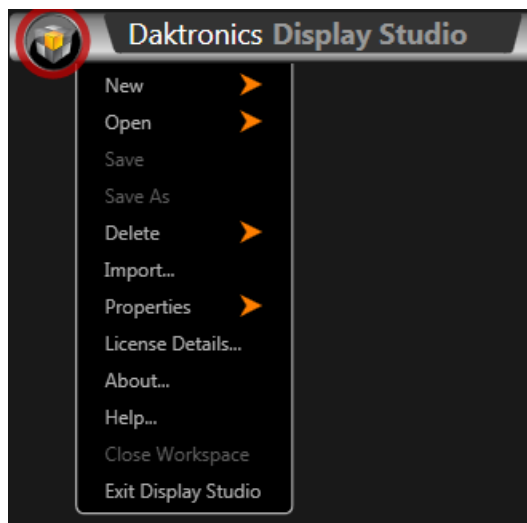 Daktronics Display Studio
New
Open
Save
Save As
Delete
Import...
Properties
License Details...
About...
Help...
Close Workspace
Exit Display Studio